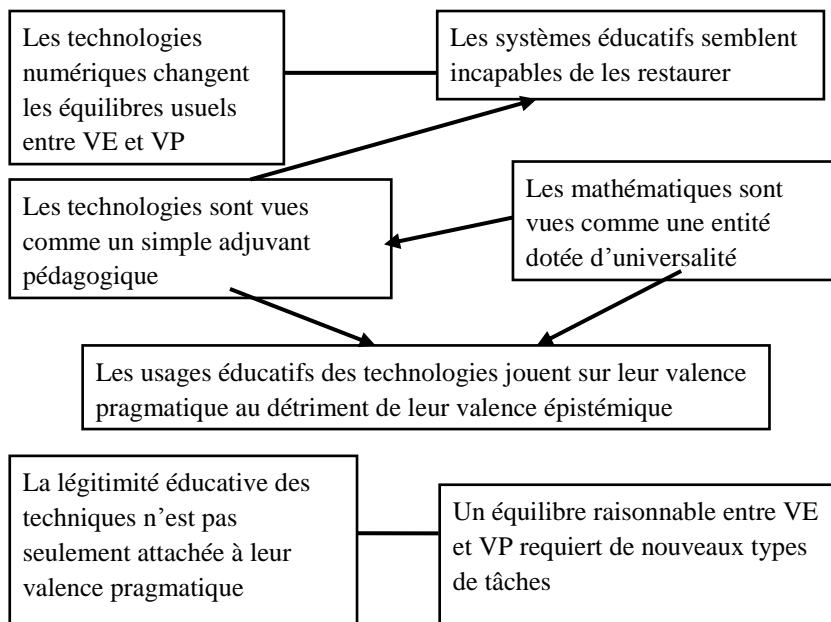 Les technologies
numériques changent
les équilibres usuels
entre VE et VP
Les systèmes éducatifs semblent
incapables de les restaurer
Les technologies sont vues
comme un simple adjuvant
pédagogique
Les mathématiques sont
vues comme une entité
dotée d’universalité
Les usages éducatifs des technologies jouent sur leur valence
pragmatique au détriment de leur valence épistémique
La légitimité éducative des
techniques n’est pas
seulement attachée à leur
valence pragmatique
Un équilibre raisonnable entre VE
et VP requiert de nouveaux types
de tâches